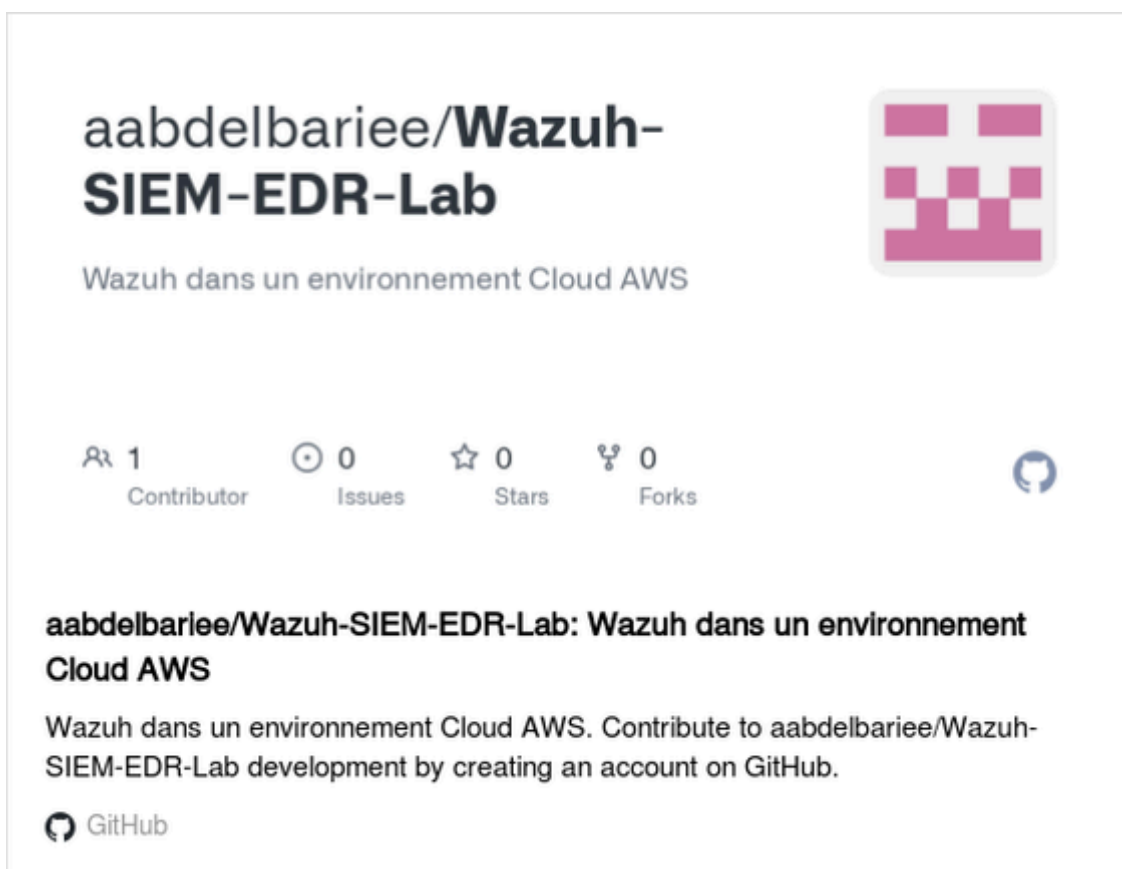 aabdelbariee/Wazuh-
SIEM-EDR-Lab
Wazuh dans un environnement Cloud AWS
1
Contributor
0
Issues
0
Stars
0
Forks
aabdelbariee/Wazuh-SIEM-EDR-Lab: Wazuh dans un environnement
Cloud AWS
Wazuh dans un environnement Cloud AWS. Contribute to aabdelbariee/Wazuh-
SIEM-EDR-Lab development by creating an account on GitHub.
GitHub